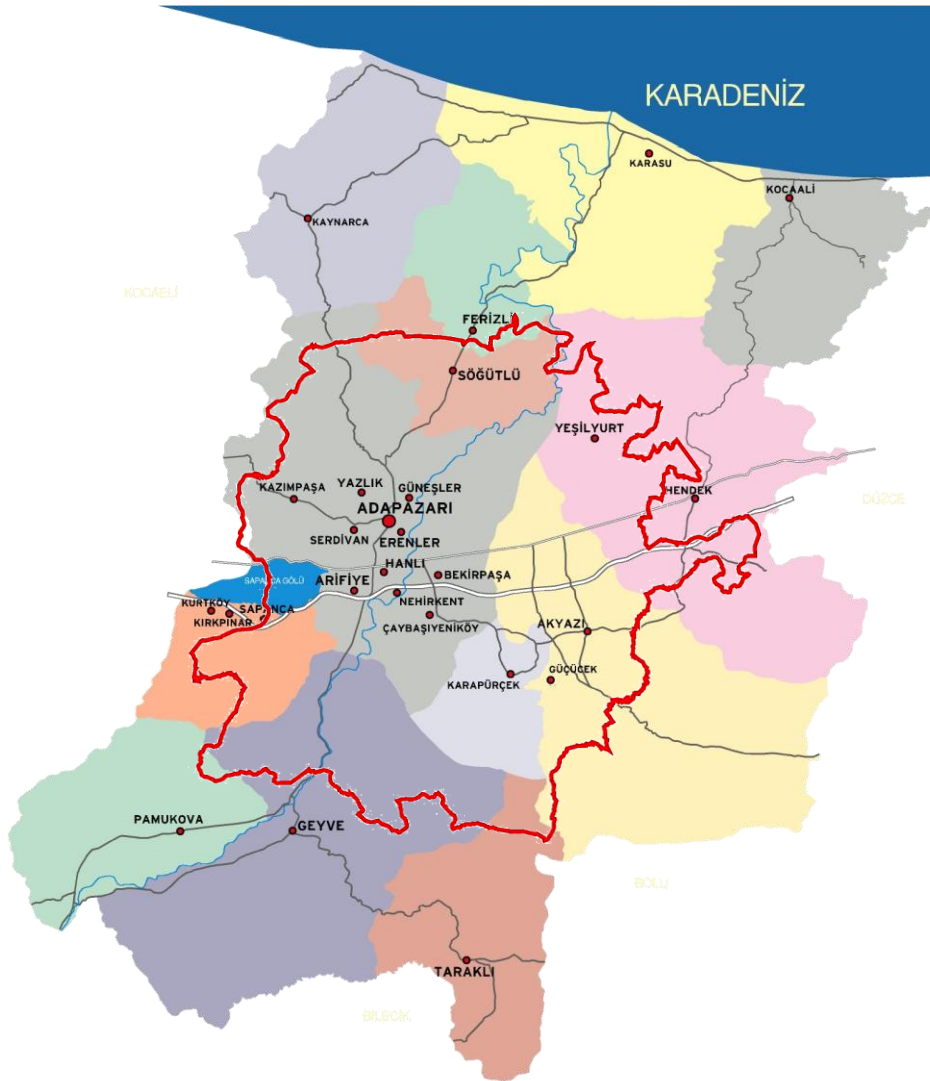 KARADENİZ
KARASU
KOCAALİ
KAYNARCA
KOCAELİ
FERİZLİ
SÖĞÜTLÜ
YEŞİLYURT
KAZIMPAŞA
YAZLIK
GÜNEŞLER
HENDEK
DÜZCE
ADAPAZARI
SERDİVAN
ERENLER
HANLI
SAPANCA GÖLÜ
ARİFİYE
BEKİRPAŞA
KURTKÖY
SAPANCA
NEHİRKENT
KIRKPINAR
ÇAYBAŞIYENİKÖY
AKYAZI
KARAPÜRÇEK
GÜÇÜCEK
PAMUKOVA
GEYVE
BOLU
TARAKLI
BİLECİK